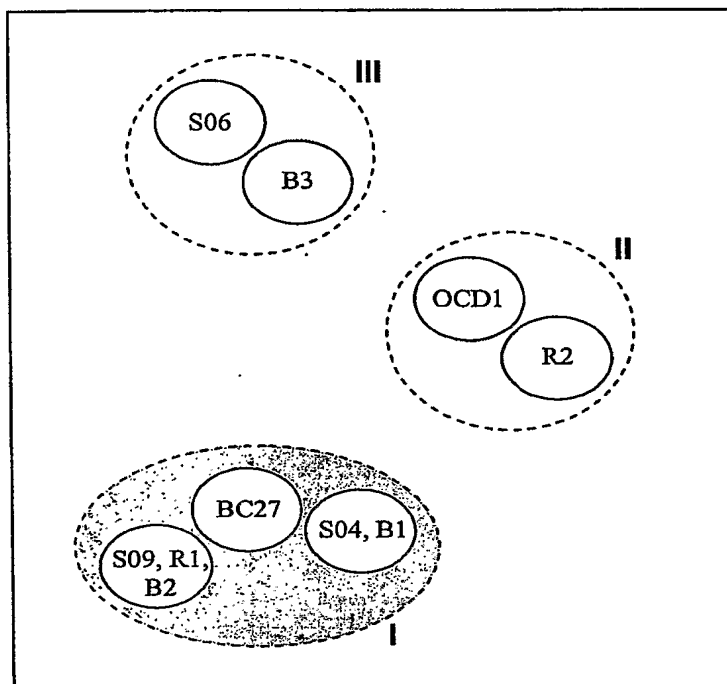 III
S06
B3
II
OCD1
R2
BC27
S04, B1
S09, R1,
B2
I